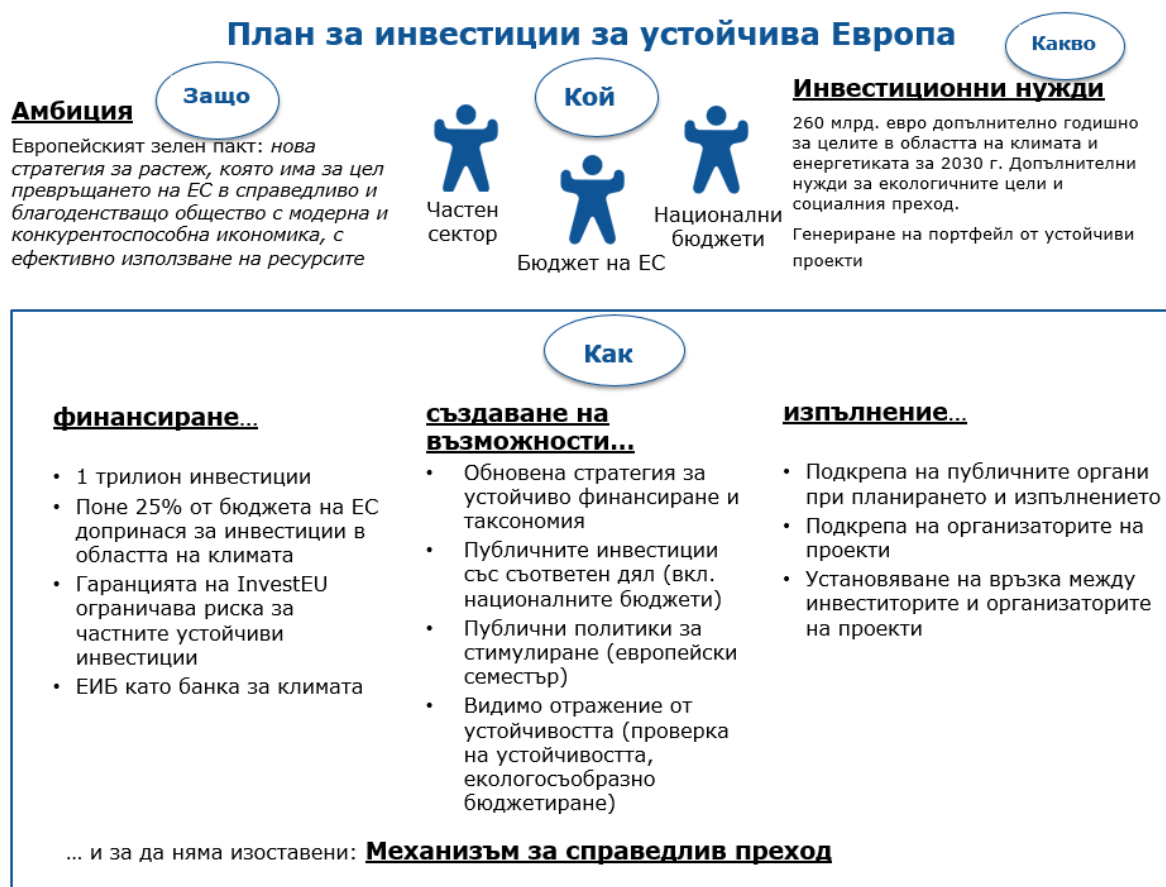 План за инвестиции за устойчива Европа
Защо
Амбиция
Европейският зелен пакт: нова
стратегия за растеж, която има за цел
превръщането на ЕС в справедливо и
благоденстващо общество с модерна и
конкурентоспособна икономика, с
ефективно използване на ресурсите
Кой
Частен
сектор
Бюджет на ЕС
Национални
бюджети
Какво
Инвестиционни нужди
260 млрд. евро допълнително годишно
за целите в областта на климата и
енергетиката за 2030 г. Допълнителни
нужди за екологичните цели и
социалния преход.
Генериране на портфейл от устойчиви
проекти
Как
финансиране...
• 1 трилион инвестиции
• Поне 25% от бюджета на ЕС
допринася за инвестиции в
областта на климата
• Гаранцията на InvestEU
ограничава риска за
частните устойчиви
инвестиции
• ЕИБ като банка за климата
създаване на
възможности...
• Обновена стратегия за
устойчиво финансиране и
таксономия
• Публичните инвестиции
със съответен дял (вкл.
националните бюджети)
• Публични политики за
стимулиране (европейски
семестър)
• Видимо отражение от
устойчивостта (проверка
на устойчивостта,
екологосъобразно
бюджетиране)
изпълнение...
• Подкрепа на публичните органи
при планирането и изпълнението
• Подкрепа на организаторите на
проекти
• Установяване на връзка между
инвеститорите и организаторите
на проекти
... и за да няма изоставени: Механизъм за справедлив преход